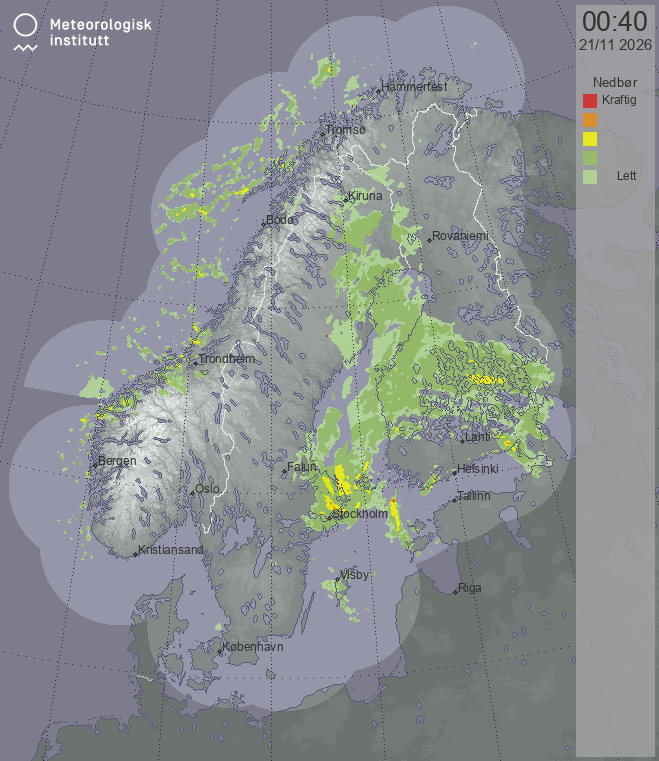 Meteorologisk
institutt
00:40
21/11 2026
Nedbør
Kraftig
Lett
Hammerfest
Tromsø
Kiruna
Bodø
Rovaniemi
Trondheim
Lahti
Bergen
Falun
Helsinki
Oslo
Tallinn
Stockholm
Kristiansand
Visby
Riga
København